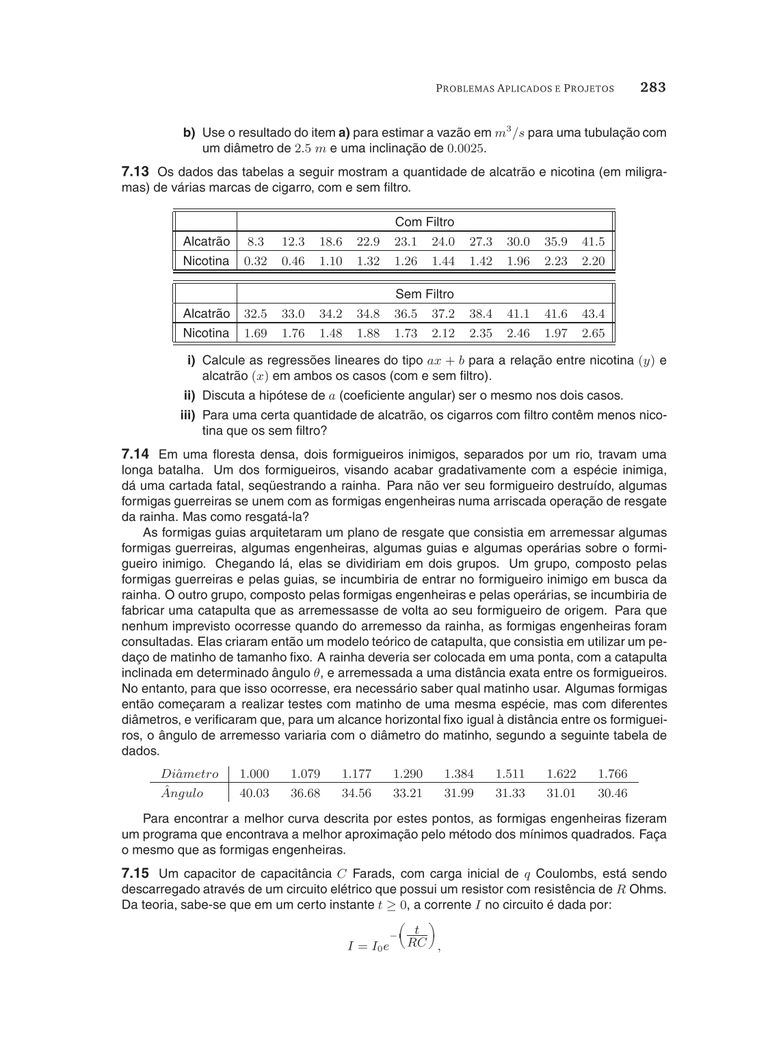 PROBLEMAS APLICADOS E PROJETOS 283
b) Use o resultado do item a) para estimar a vazão em m³/s para uma tubulação com
um diâmetro de 2.5 m e uma inclinação de 0.0025.
7.13 Os dados das tabelas a seguir mostram a quantidade de alcatrão e nicotina (em miligra-
mas) de várias marcas de cigarro, com e sem filtro.
Com Filtro
Alcatrão 8.3 12.3 18.6 22.9 23.1 24.0 27.3 30.0 35.9 41.5
Nicotina 0.32 0.46 1.10 1.32 1.26 1.44 1.42 1.96 2.23 2.20
Sem Filtro
Alcatrão 32.5 33.0 34.2 34.8 36.5 37.2 38.4 41.1 41.6 43.4
Nicotina 1.69 1.76 1.48 1.88 1.73 2.12 2.35 2.46 1.97 2.65
i) Calcule as regressões lineares do tipo ax + b para a relação entre nicotina (y) e
alcatrão (x) em ambos os casos (com e sem filtro).
ii) Discuta a hipótese de a (coeficiente angular) ser o mesmo nos dois casos.
iii) Para uma certa quantidade de alcatrão, os cigarros com filtro contêm menos nico-
tina que os sem filtro?
7.14 Em uma floresta densa, dois formigueiros inimigos, separados por um rio, travam uma
longa batalha. Um dos formigueiros, visando acabar gradativamente com a espécie inimiga,
dá uma cartada fatal, seqüestrando a rainha. Para não ver seu formigueiro destruído, algumas
formigas guerreiras se unem com as formigas engenheiras numa arriscada operação de resgate
da rainha. Mas como resgatá-la?
As formigas guias arquitetaram um plano de resgate que consistia em arremessar algumas
formigas guerreiras, algumas engenheiras, algumas guias e algumas operárias sobre o formi-
gueiro inimigo. Chegando lá, elas se dividiriam em dois grupos. Um grupo, composto pelas
formigas guerreiras e pelas guias, se incumbiria de entrar no formigueiro inimigo em busca da
rainha. O outro grupo, composto pelas formigas engenheiras e pelas operárias, se incumbiria de
fabricar uma catapulta que as arremessasse de volta ao seu formigueiro de origem. Para que
nenhum imprevisto ocorresse quando do arremesso da rainha, as formigas engenheiras foram
consultadas. Elas criaram então um modelo teórico de catapulta, que consistia em utilizar um pe-
daço de matinho de tamanho fixo. A rainha deveria ser colocada em uma ponta, com a catapulta
inclinada em determinado ângulo θ, e arremessada a uma distância exata entre os formigueiros.
No entanto, para que isso ocorresse, era necessário saber qual matinho usar. Algumas formigas
então começaram a realizar testes com matinho de uma mesma espécie, mas com diferentes
diâmetros, e verificaram que, para um alcance horizontal fixo igual à distância entre os formiguei-
ros, o ângulo de arremesso variaria com o diâmetro do matinho, segundo a seguinte tabela de
dados.
Diâmetro 1.000 1.079 1.177 1.290 1.384 1.511 1.622 1.766
Ângulo 40.03 36.68 34.56 33.21 31.99 31.33 31.01 30.46
Para encontrar a melhor curva descrita por estes pontos, as formigas engenheiras fizeram
um programa que encontrava a melhor aproximação pelo método dos mínimos quadrados. Faça
o mesmo que as formigas engenheiras.
7.15 Um capacitor de capacitância C Farads, com carga inicial de q Coulombs, está sendo
descarregado através de um circuito elétrico que possui um resistor com resistência de R Ohms.
Da teoria, sabe-se que em um certo instante t ≥ 0, a corrente I no circuito é dada por:
I = I₀e^{-(t/RC)},